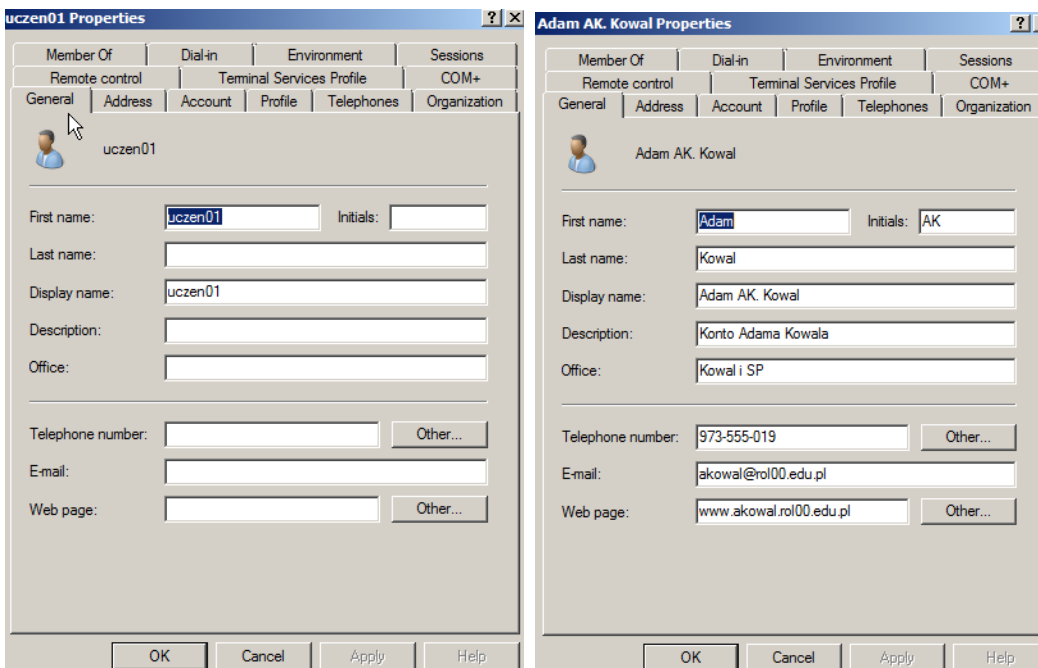 uczen01 Properties
Member Of Dial-in Environment Sessions
Remote control Terminal Services Profile COM+
General Address Account Profile Telephones Organization
uczen01
First name: uczen01 Initials:
Last name:
Display name: uczen01
Description:
Office:
Telephone number: Other...
E-mail:
Web page: Other...
OK Cancel Apply Help
Adam AK. Kowal Properties
Member Of Dial-in Environment Sessions
Remote control Terminal Services Profile COM+
General Address Account Profile Telephones Organization
Adam AK. Kowal
First name: Adam Initials: AK
Last name: Kowal
Display name: Adam AK. Kowal
Description: Konto Adama Kowala
Office: Kowal i SP
Telephone number: 973-555-019 Other...
E-mail: akowal@rol00.edu.pl
Web page: www.akowal.rol00.edu.pl Other...
OK Cancel Apply Help